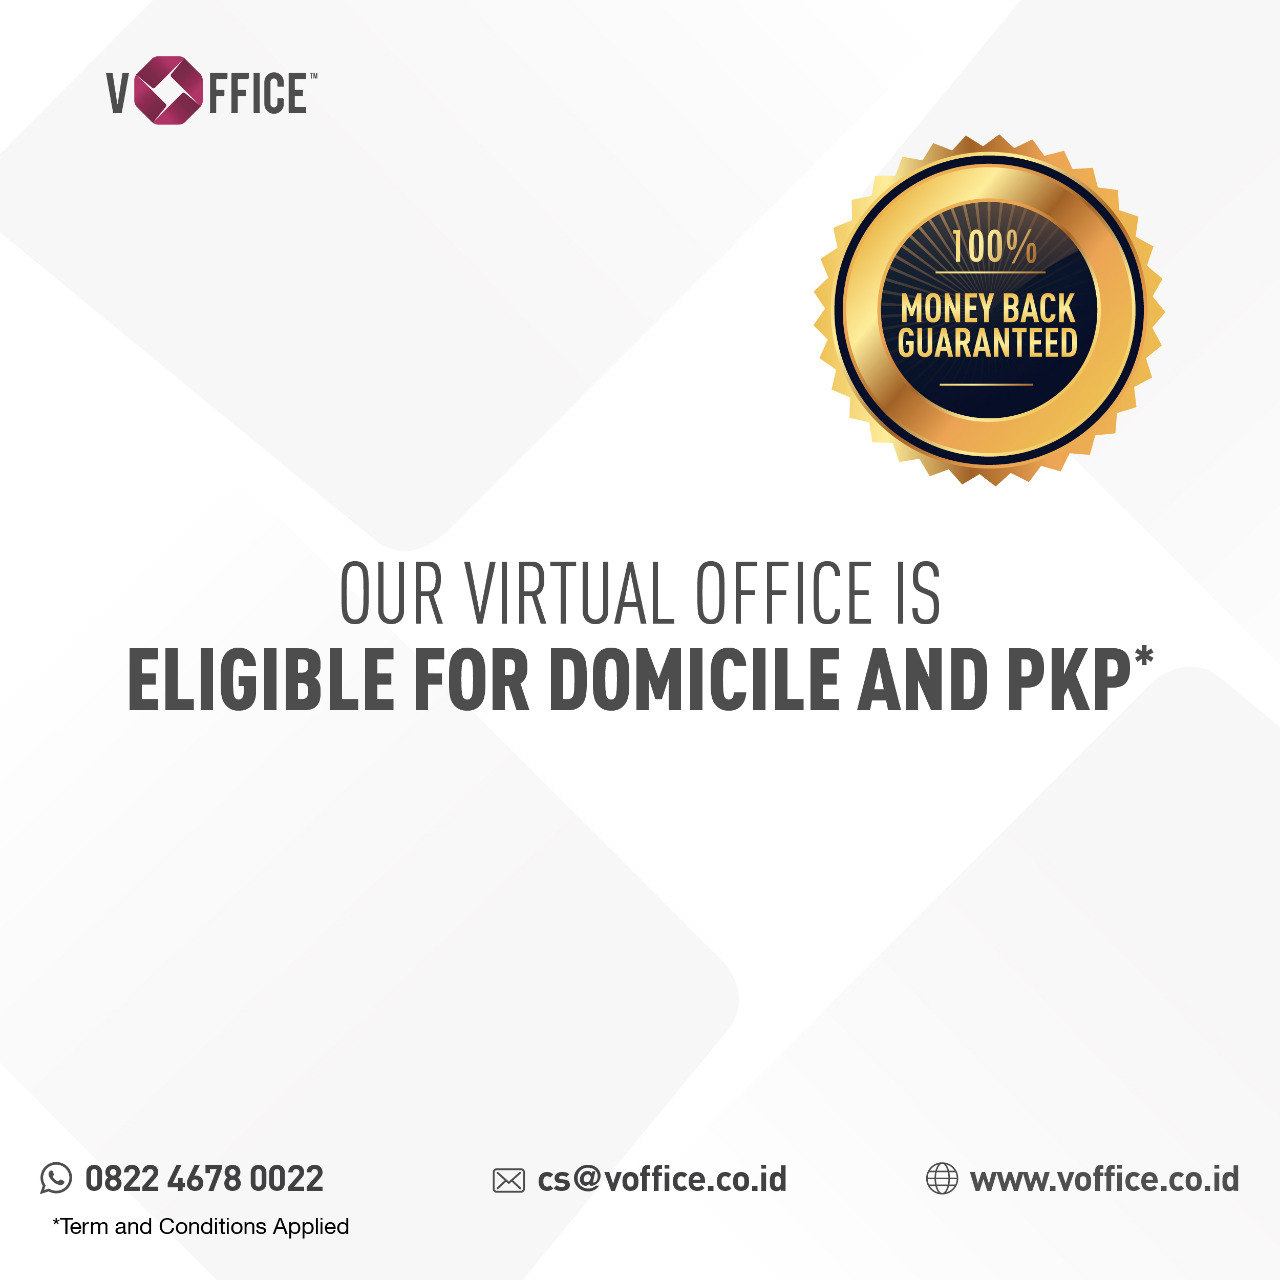 VOFFICE™
100%
MONEY BACK
GUARANTEED
OUR VIRTUAL OFFICE IS
ELIGIBLE FOR DOMICILE AND PKP*
0822 4678 0022
cs@voffice.co.id
www.voffice.co.id
*Term and Conditions Applied